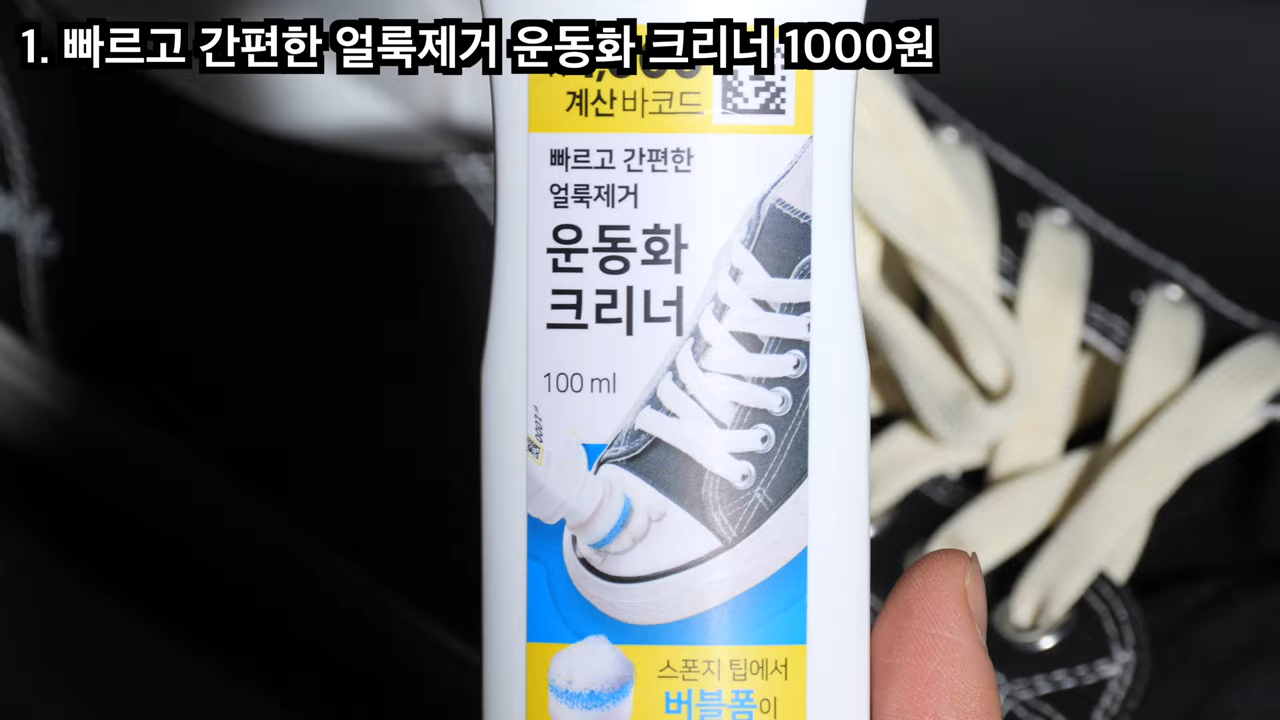 1. 빠르고 간편한 얼룩제거 운동화 크리너 1000원
계산바코드
빠르고 간편한
얼룩제거
운동화
크리너
100 ml
스폰지 팁에서
버블폼이